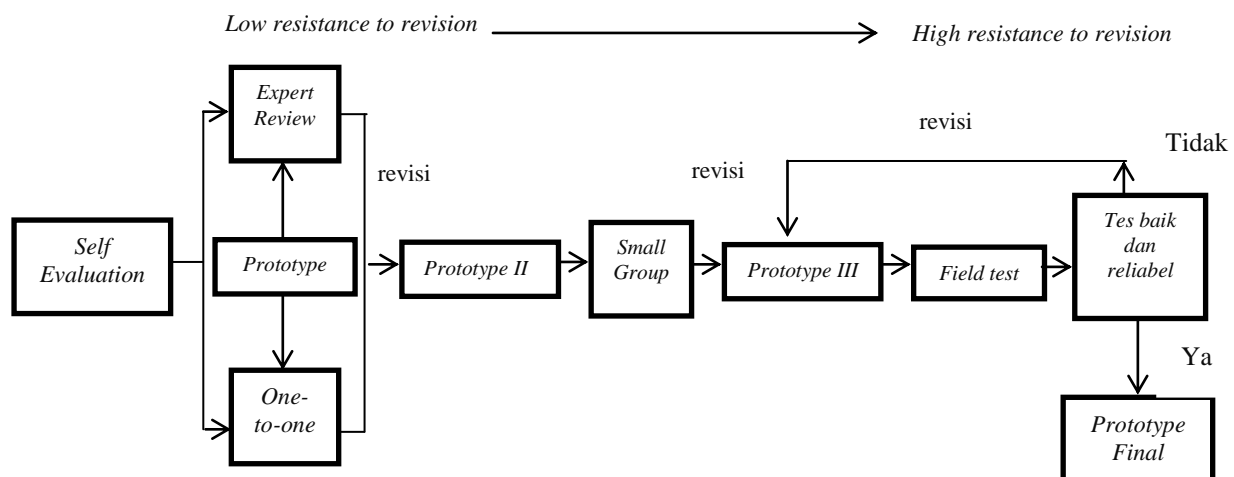 Low resistance to revision
High resistance to revision
Expert
Review
revisi
revisi
revisi
Tidak
Self
Evaluation
Prototype
Prototype II
Small
Group
Prototype III
Field test
Tes baik
dan
reliabel
One-
to-one
Ya
Prototype
Final